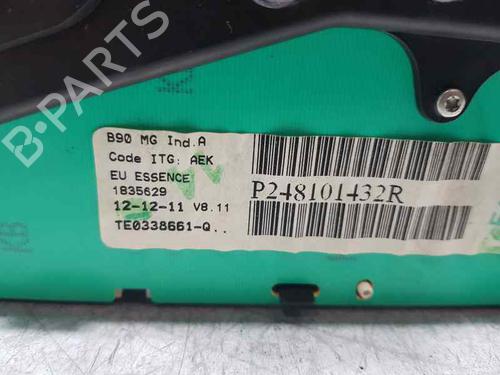 B90 MG Ind.A
Code ITG: AEK
EU ESSENCE
1835629
12-12-11 V8.11
TE0338661-Q..
P248101432R
B-PARTS